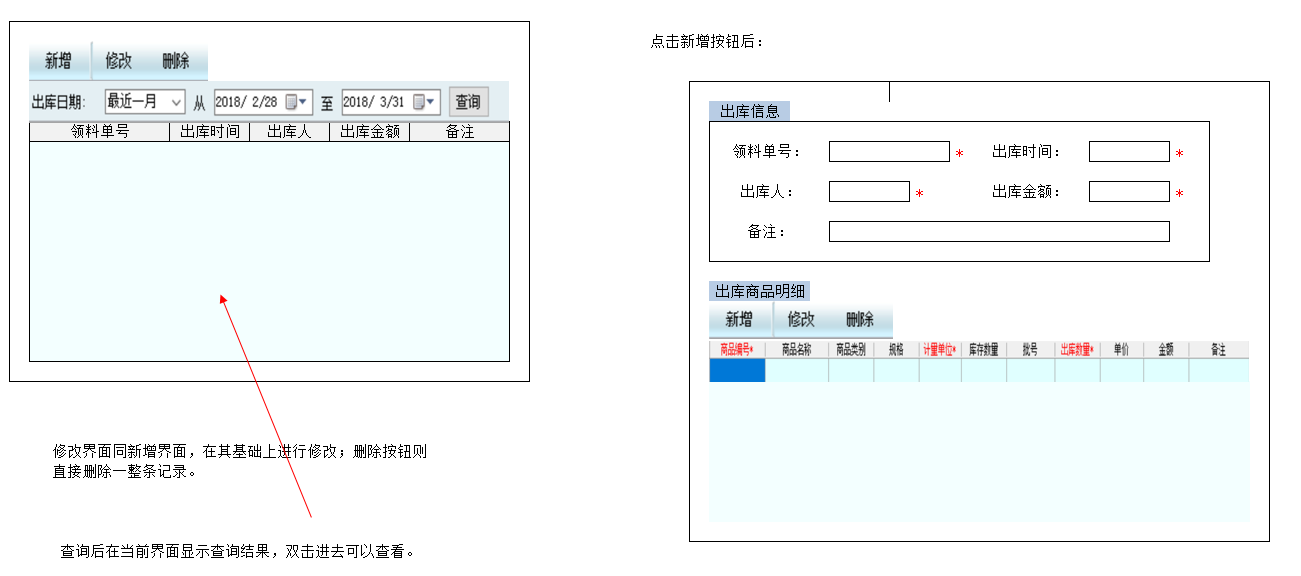 新增 修改 删除
出库日期: 最近一月 从 2018/ 2/28 至 2018/ 3/31 查询
领料单号 出库时间 出库人 出库金额 备注
修改界面同新增界面，在其基础上进行修改；删除按钮则
直接删除一整条记录。
查询后在当前界面显示查询结果，双击进去可以查看。
点击新增按钮后：
出库信息
领料单号： * 出库时间： *
出库人： * 出库金额： *
备注：
出库商品明细
新增 修改 删除
商品编号* 商品名称 商品类别 规格 计量单位* 库存数量 批号 出库数量* 单价 金额 备注